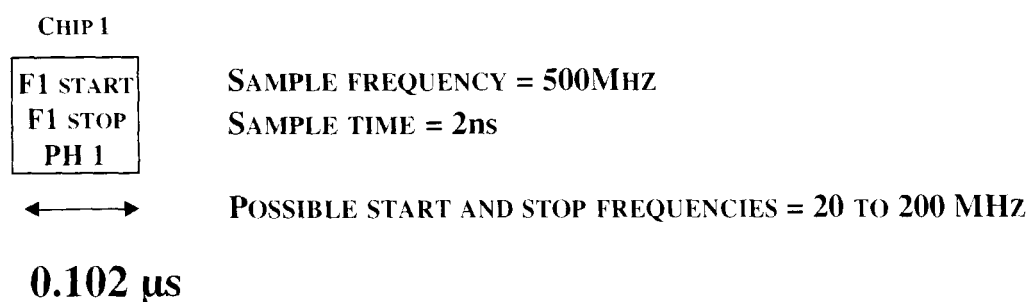 CHIP 1
F1 START
F1 STOP
PH 1
SAMPLE FREQUENCY = 500MHZ
SAMPLE TIME = 2ns
POSSIBLE START AND STOP FREQUENCIES = 20 TO 200 MHZ
0.102 µs